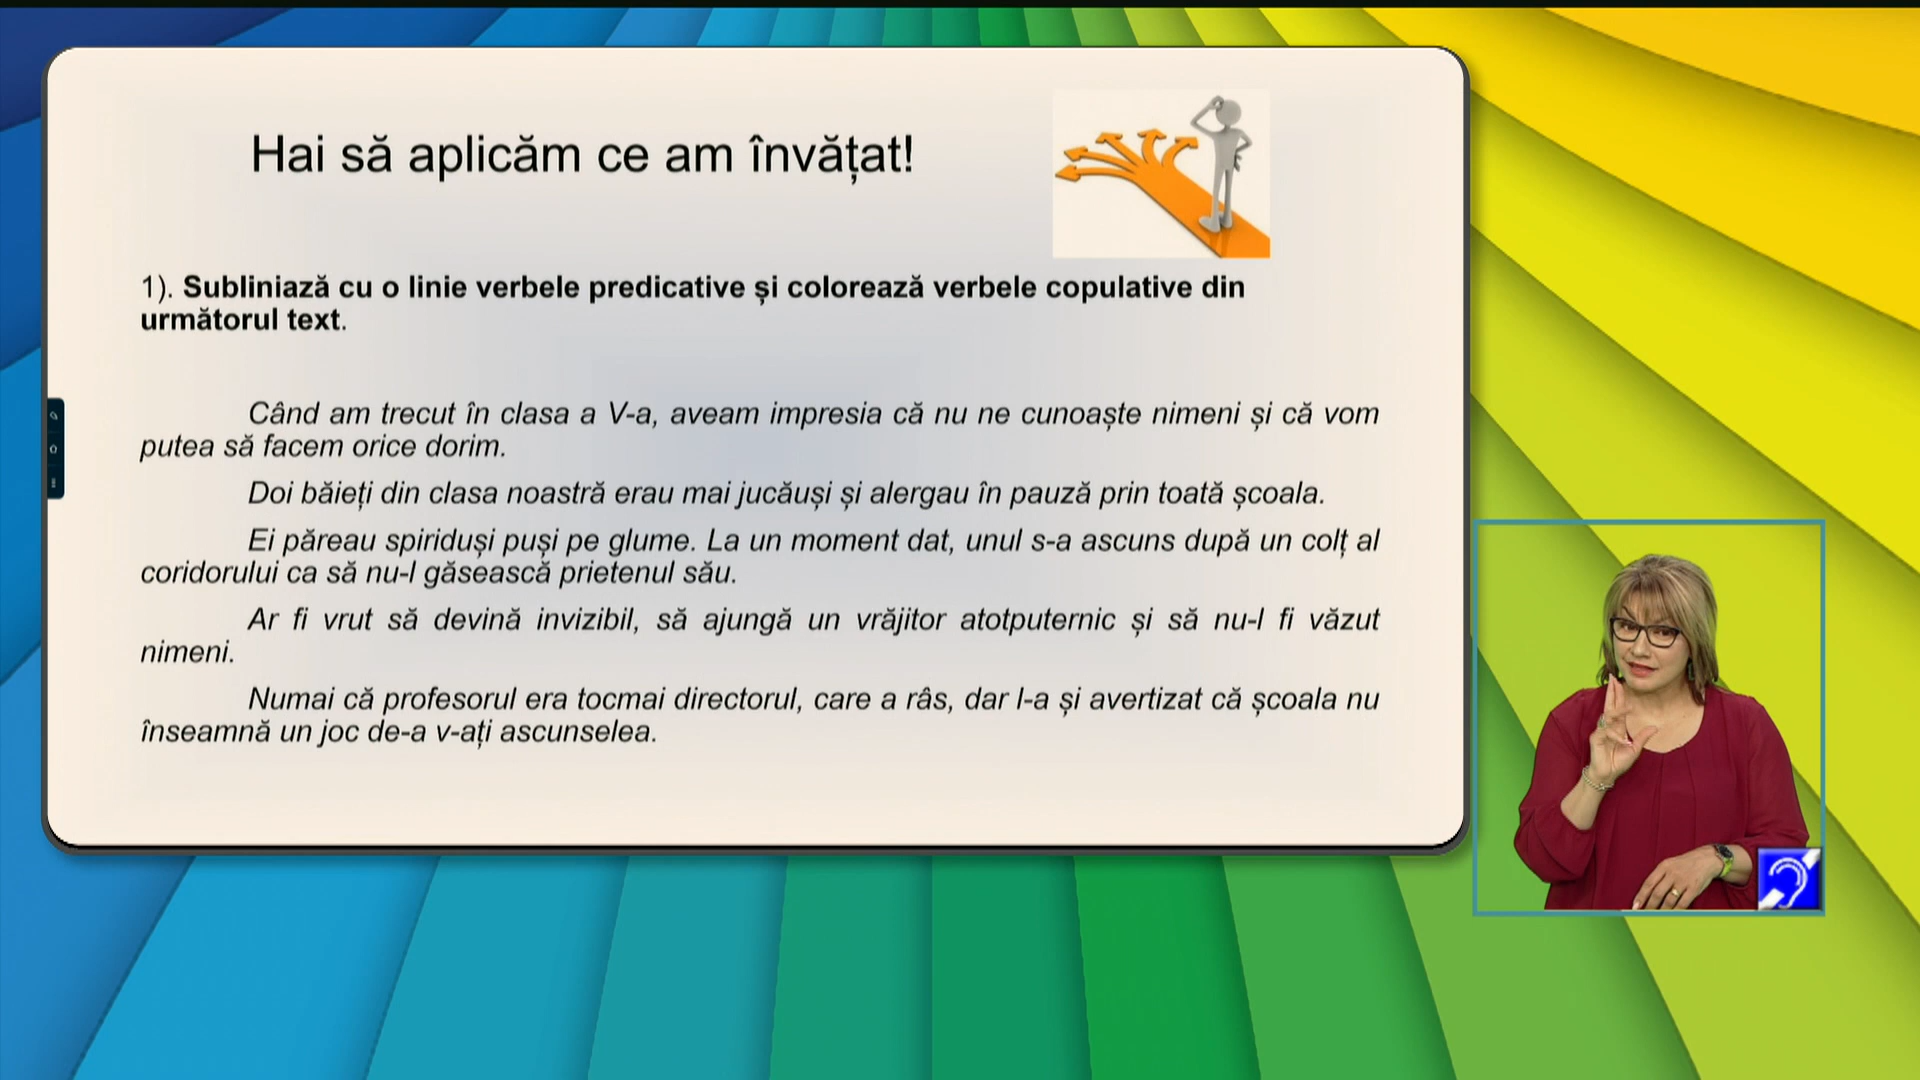 Hai să aplicăm ce am învățat!
1). Subliniază cu o linie verbele predicative și colorează verbele copulative din
următorul text.
Când am trecut în clasa a V-a, aveam impresia că nu ne cunoaște nimeni și că vom
putea să facem orice dorim.
Doi băieți din clasa noastră erau mai jucăuși și alergau în pauză prin toată școala.
Ei păreau spiriduși puși pe glume. La un moment dat, unul s-a ascuns după un colț al
coridorului ca să nu-l găsească prietenul său.
Ar fi vrut să devină invizibil, să ajungă un vrăjitor atotputernic și să nu-l fi văzut
nimeni.
Numai că profesorul era tocmai directorul, care a râs, dar l-a și avertizat că școala nu
înseamnă un joc de-a v-ați ascunselea.